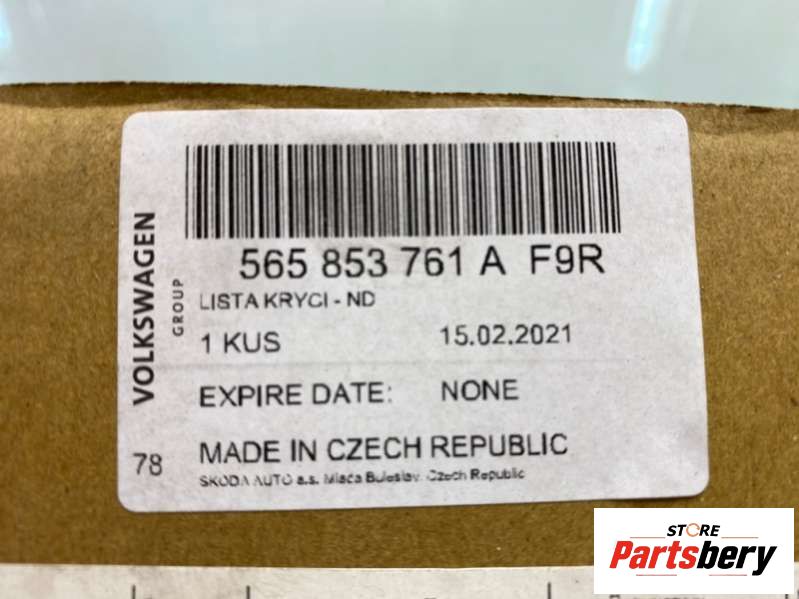 VOLKSWAGEN
GROUP
78
565 853 761 A F9R
LISTA KRYCI - ND
1 KUS 15.02.2021
EXPIRE DATE: NONE
MADE IN CZECH REPUBLIC
SKODA AUTO a.s. Mlada Boleslav, Czech Republic
STORE
Partsbery